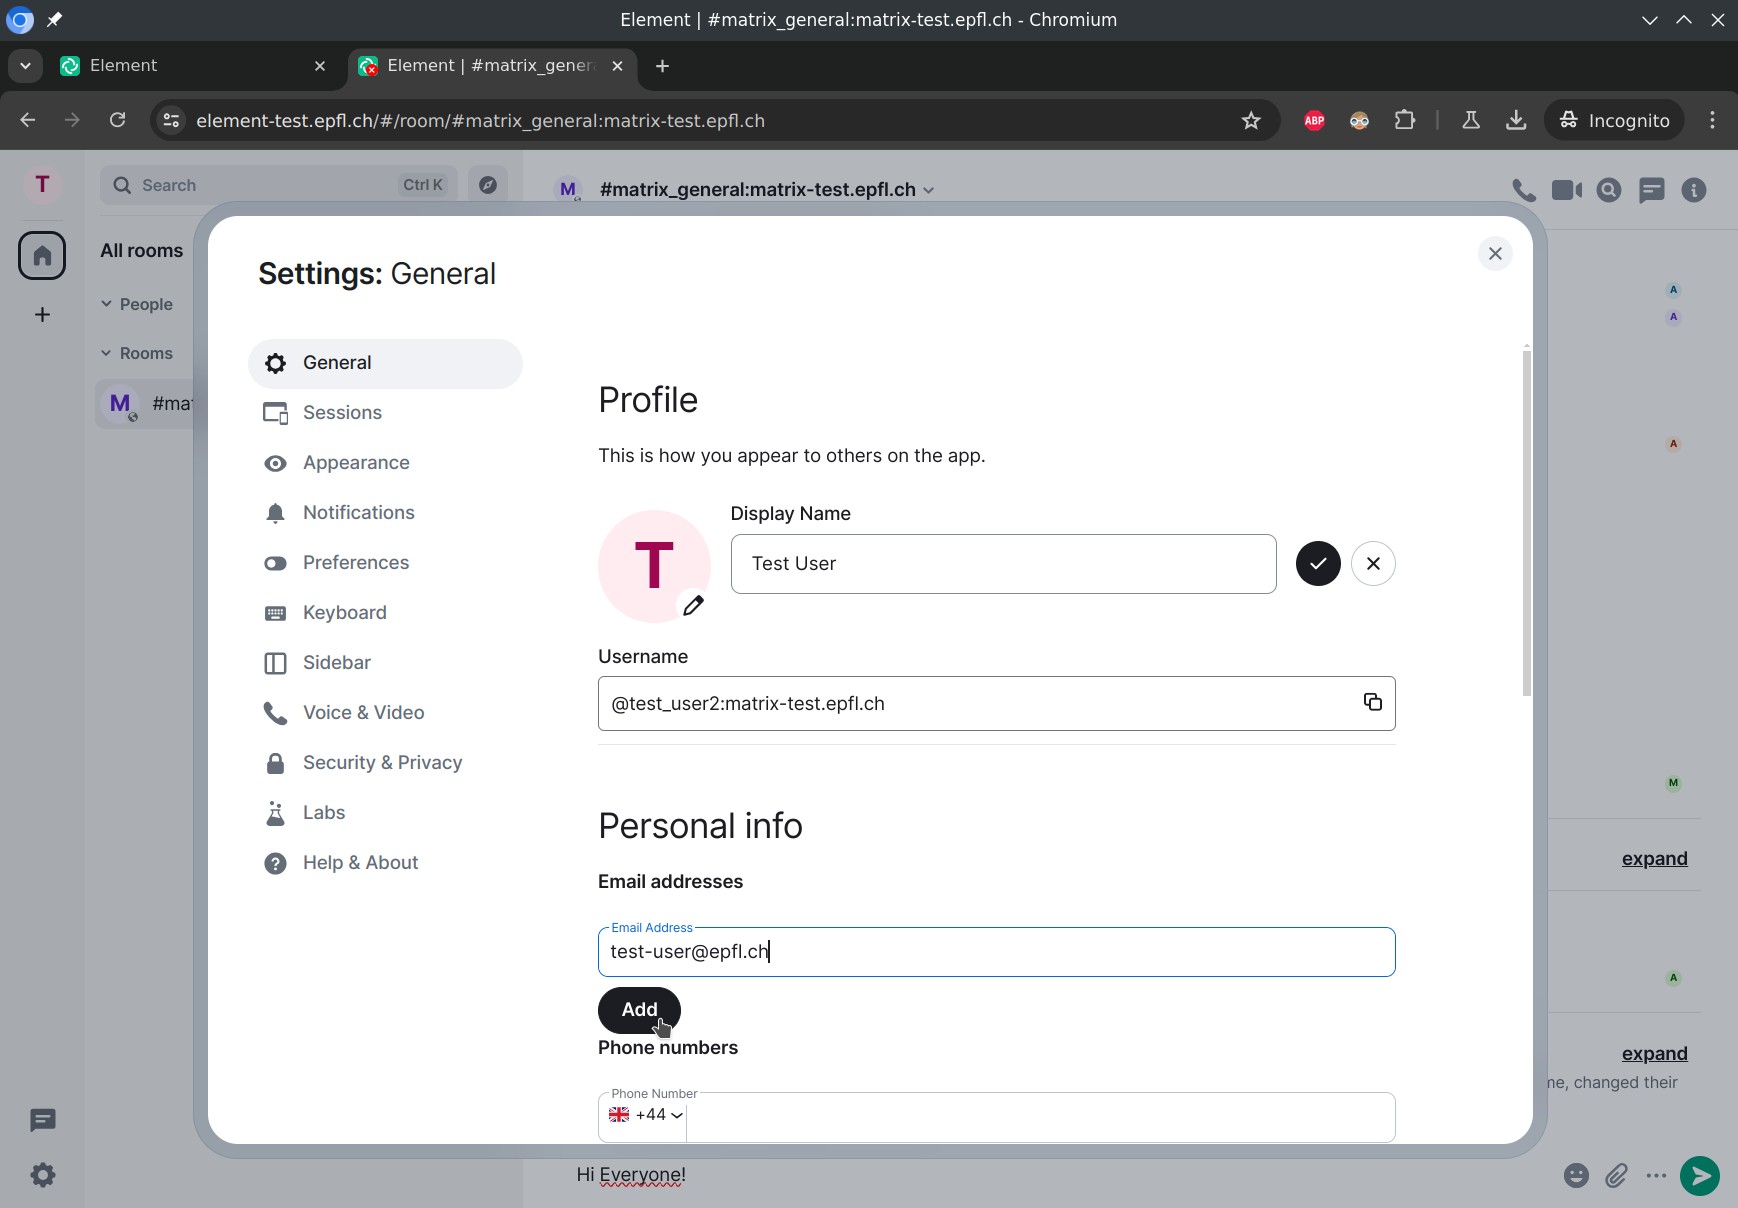 Element | #matrix_general:matrix-test.epfl.ch - Chromium
Element
Element | #matrix_gener
element-test.epfl.ch/#/room/#matrix_general:matrix-test.epfl.ch
ABP
Incognito
T
Search
Ctrl K
M
#matrix_general:matrix-test.epfl.ch
All rooms
People
Rooms
M
#mat
Settings: General
General
Sessions
Appearance
Notifications
Preferences
Keyboard
Sidebar
Voice & Video
Security & Privacy
Labs
Help & About
Profile
This is how you appear to others on the app.
T
Display Name
Test User
Username
@test_user2:matrix-test.epfl.ch
Personal info
Email addresses
Email Address
test-user@epfl.ch
Add
Phone numbers
Phone Number
+44
A
A
A
M
expand
A
expand
me, changed their
Hi Everyone!